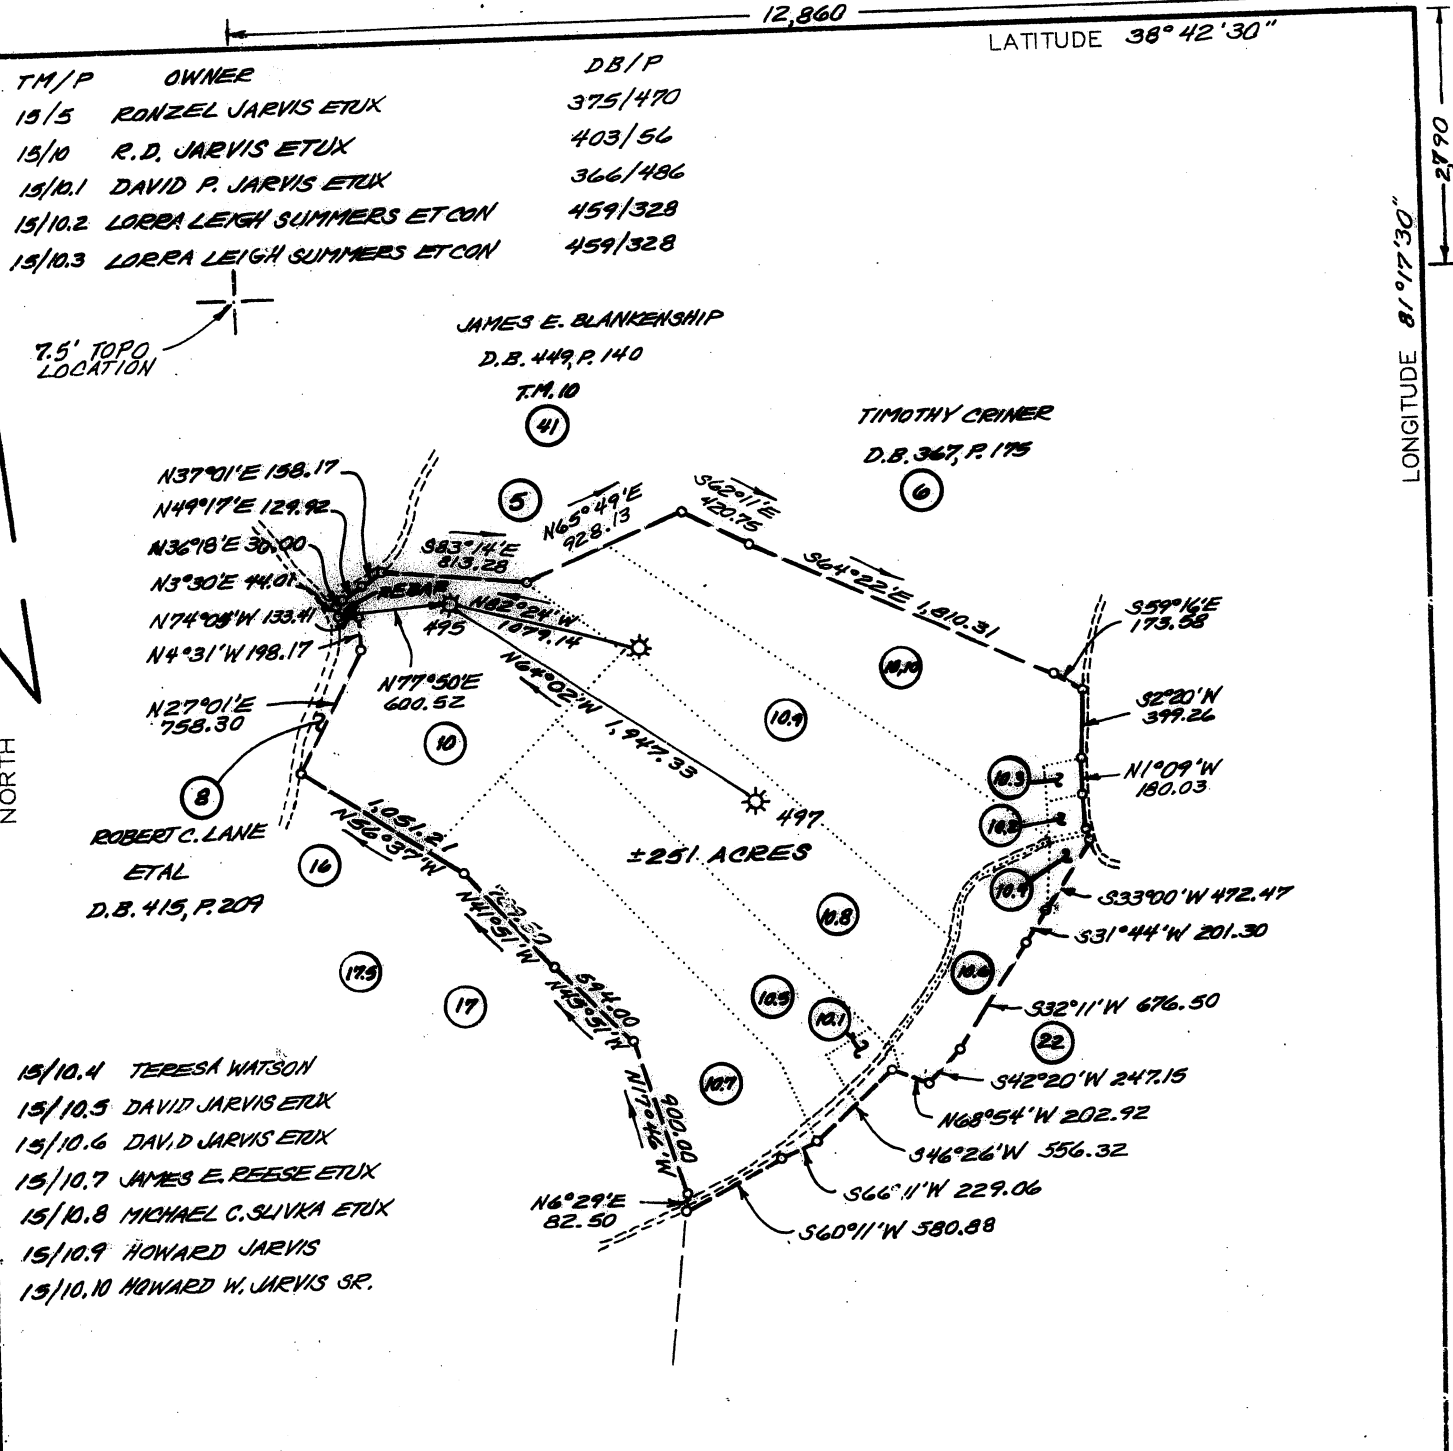 12,860
LATITUDE 38°42'30"
2,790
LONGITUDE 81°17'30"
TM/P OWNER DB/P
15/5 RONZEL JARVIS ETUX 375/470
15/10 R.D. JARVIS ETUX 403/56
15/10.1 DAVID P. JARVIS ETUX 366/486
15/10.2 LORRA LEIGH SUMMERS ET CON 459/328
15/10.3 LORRA LEIGH SUMMERS ET CON 459/328
7.5' TOPO
LOCATION
JAMES E. BLANKENSHIP
D.B. 449, P. 140
T.M. 10
41
TIMOTHY CRINER
D.B. 367, P. 175
6
5
N37°01'E 158.17
N49°17'E 129.92
N36°18'E 30.00
N3°30'E 44.01
N74°05'W 133.41
N4°31'W 198.17
N27°01'E
758.30
S83°14'E
813.28
N65°49'E
928.13
S62°11'E
420.75
S64°22'E 1,810.31
S59°16'E
173.58
S2°20'W
399.26
N1°09'W
180.03
REBAR
495
N82°24'W
1079.14
N77°50'E
600.52
N64°02'W 1,947.33
497
±251 ACRES
10
10.9
10.10
10.3
10.2
10.4
8
ROBERT C. LANE
ETAL
D.B. 415, P. 209
16
1,051.21
N56°37'W
N41°51'W
594.00
N45°51'W
900.00
N17°46'W
17.5
17
10.8
10.5
10.1
10.6
10.7
22
S33°00'W 472.47
S31°44'W 201.30
S32°11'W 676.50
S42°20'W 247.15
N68°54'W 202.92
S46°26'W 556.32
S66°11'W 229.06
S60°11'W 580.88
N6°29'E
82.50
NORTH
15/10.4 TERESA WATSON
15/10.5 DAVID JARVIS ETUX
15/10.6 DAVID JARVIS ETUX
15/10.7 JAMES E. REESE ETUX
15/10.8 MICHAEL C. SLIVKA ETUX
15/10.9 HOWARD JARVIS
15/10.10 HOWARD W. JARVIS SR.